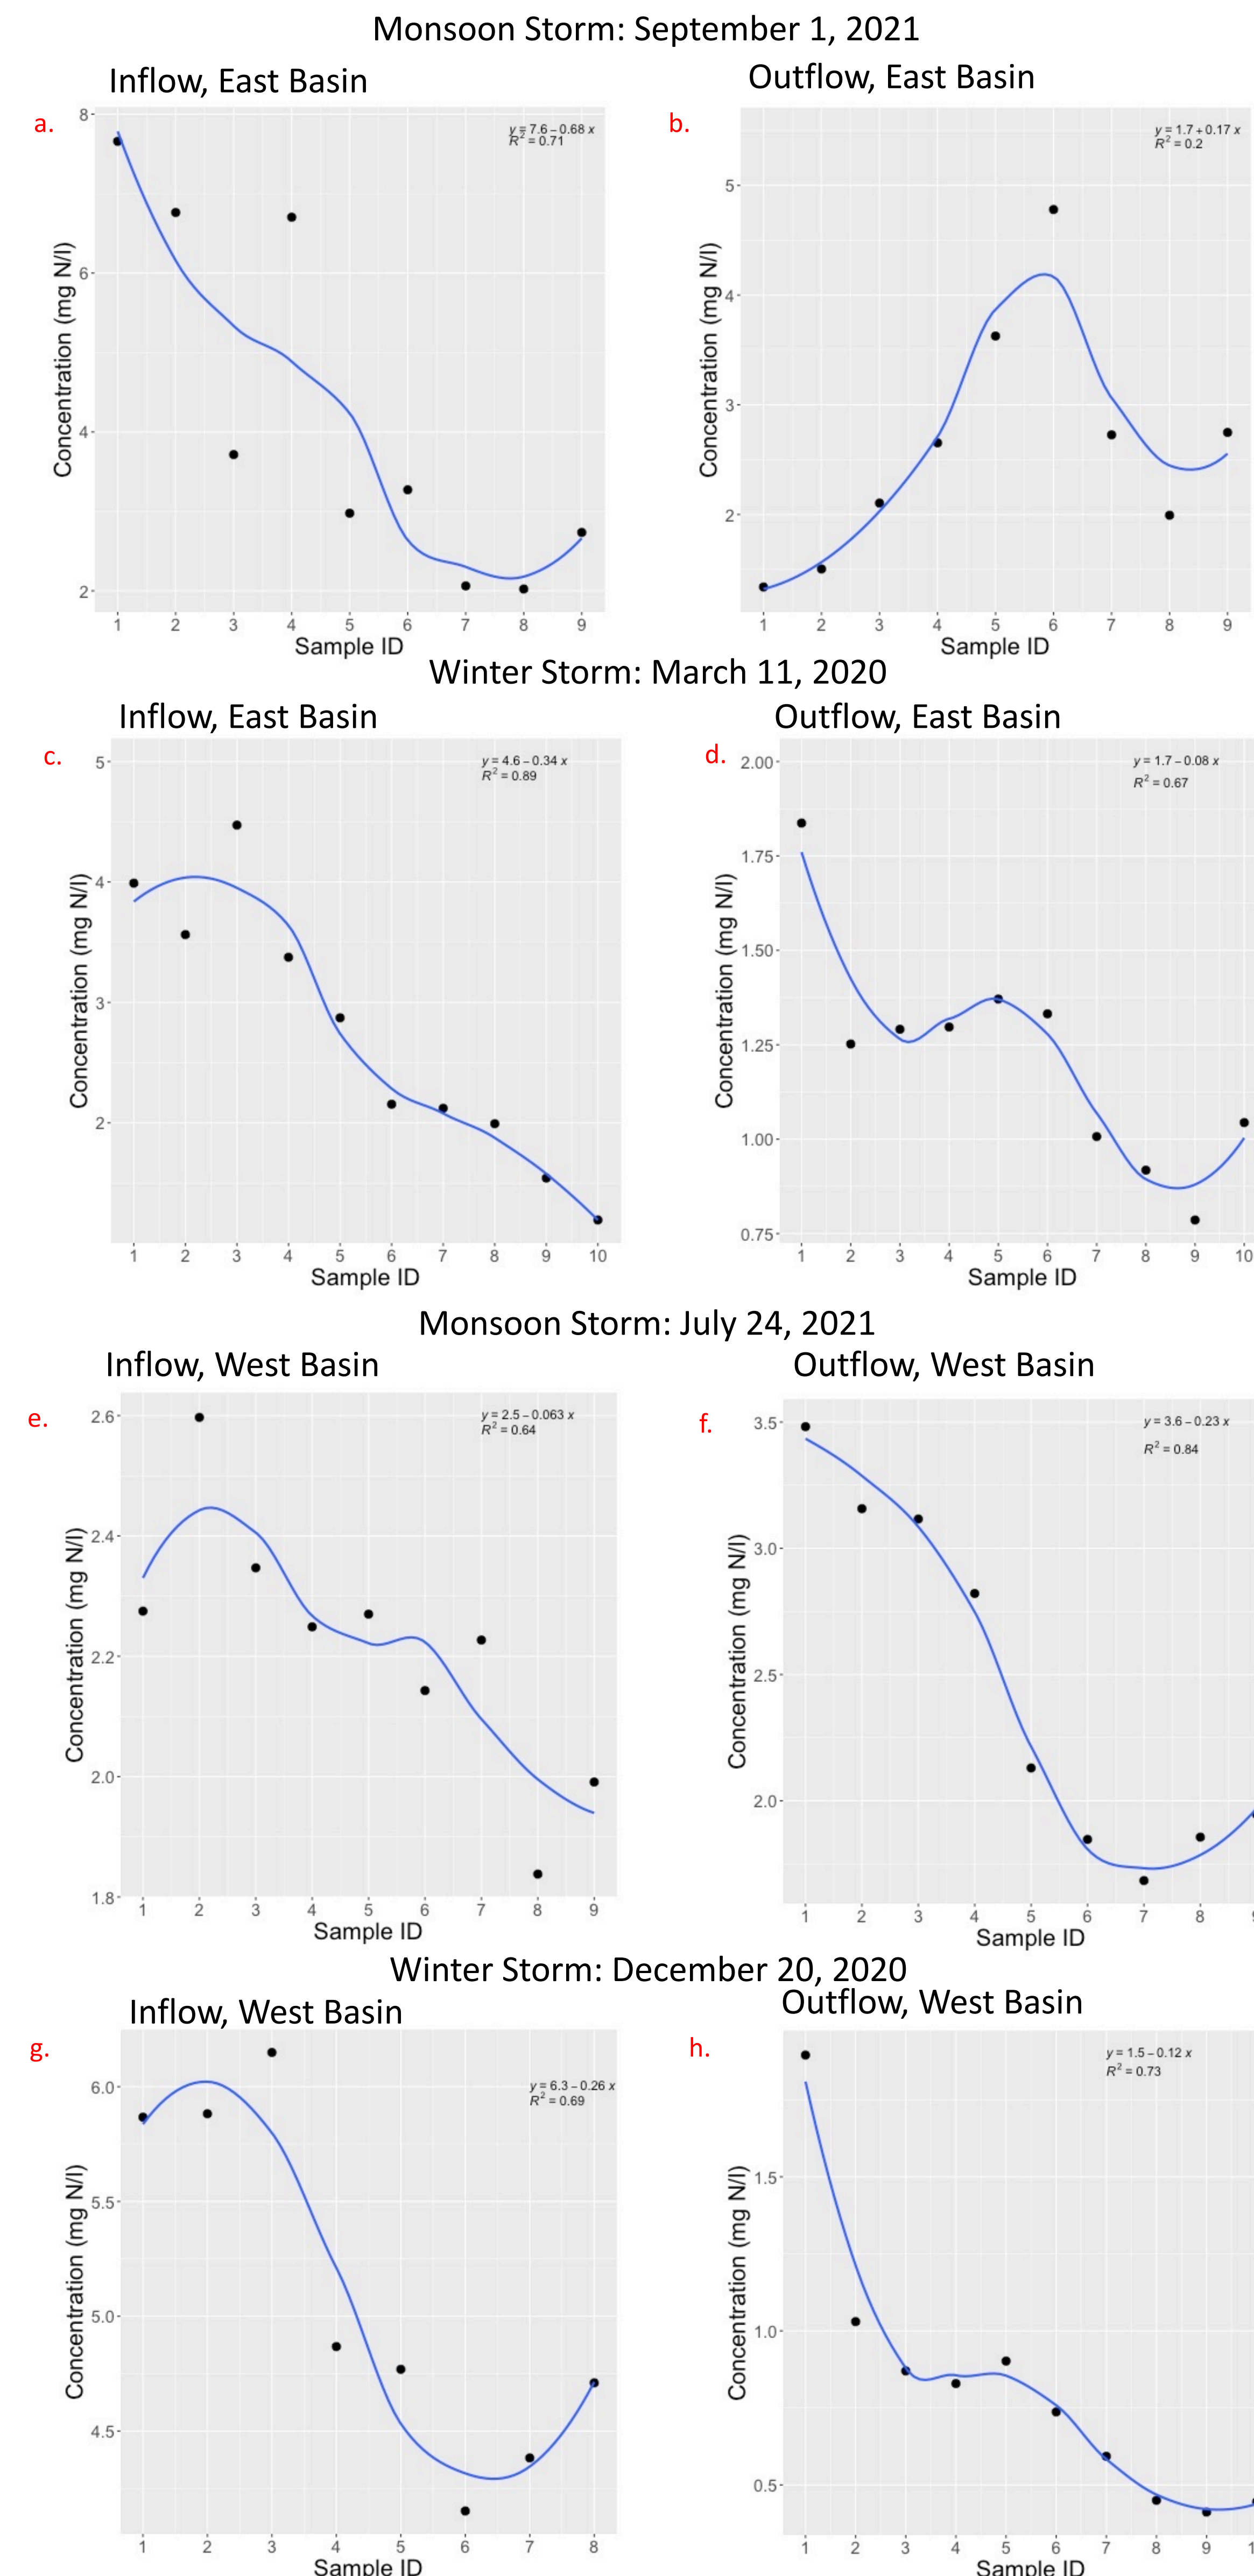 Monsoon Storm: September 1, 2021
Inflow, East Basin
Outflow, East Basin
a.
8
6
4
2
Concentration (mg N/l)
y = 7.6 – 0.68 x
R² = 0.71
1 2 3 4 5 6 7 8 9
Sample ID
b.
5
4
3
2
Concentration (mg N/l)
y = 1.7 + 0.17 x
R² = 0.2
1 2 3 4 5 6 7 8 9
Sample ID
Winter Storm: March 11, 2020
Inflow, East Basin
Outflow, East Basin
c.
5
4
3
2
Concentration (mg N/l)
y = 4.6 – 0.34 x
R² = 0.89
1 2 3 4 5 6 7 8 9 10
Sample ID
d.
2.00
1.75
1.50
1.25
1.00
0.75
Concentration (mg N/l)
y = 1.7 – 0.08 x
R² = 0.67
1 2 3 4 5 6 7 8 9 10
Sample ID
Monsoon Storm: July 24, 2021
Inflow, West Basin
Outflow, West Basin
e.
2.6
2.4
2.2
2.0
1.8
Concentration (mg N/l)
y = 2.5 – 0.063 x
R² = 0.64
1 2 3 4 5 6 7 8 9
Sample ID
f.
3.5
3.0
2.5
2.0
Concentration (mg N/l)
y = 3.6 – 0.23 x
R² = 0.84
1 2 3 4 5 6 7 8
Sample ID
Winter Storm: December 20, 2020
Inflow, West Basin
Outflow, West Basin
g.
6.0
5.5
5.0
4.5
Concentration (mg N/l)
y = 6.3 – 0.26 x
R² = 0.69
1 2 3 4 5 6 7 8
Sample ID
h.
1.5
1.0
0.5
Concentration (mg N/l)
y = 1.5 – 0.12 x
R² = 0.73
1 2 3 4 5 6 7 8 9
Sample ID